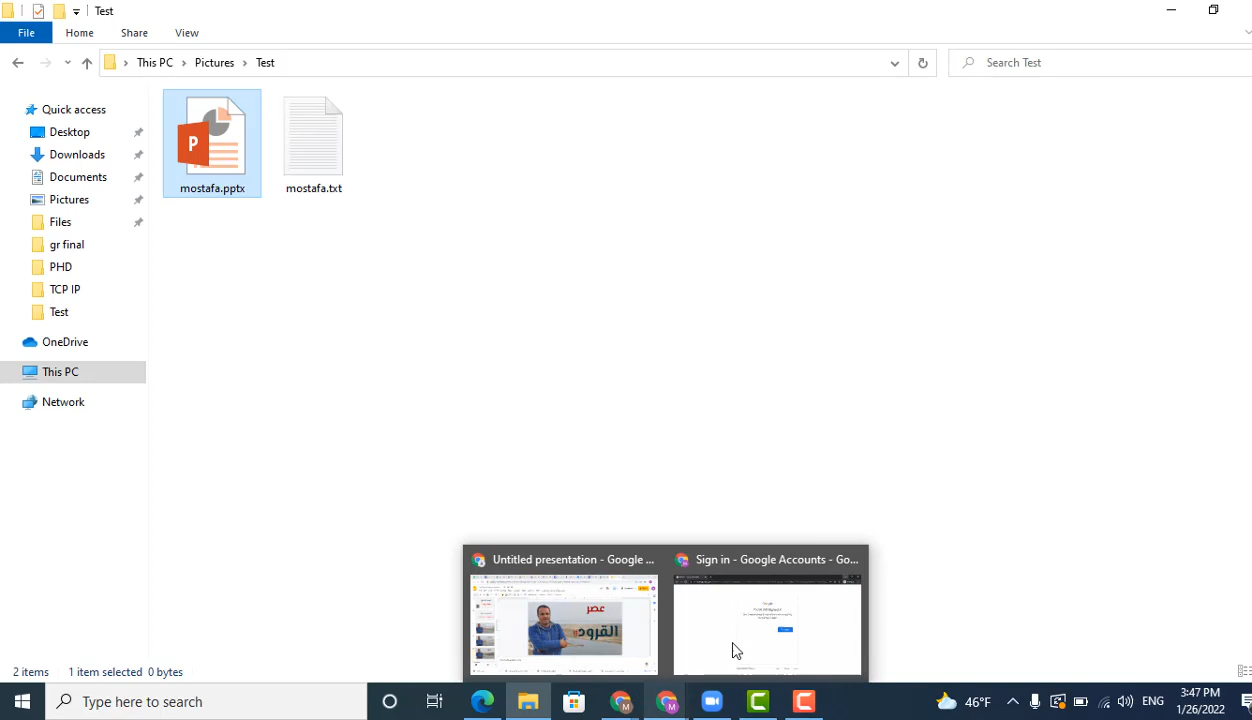 Test
File Home Share View
This PC Pictures Test
Search Test
Quick access
Desktop
Downloads
Documents
Pictures
Files
gr final
PHD
TCP IP
Test
OneDrive
This PC
Network
P
mostafa.pptx
mostafa.txt
Untitled presentation - Google ...
Sign in - Google Accounts - Go...
عصر
القرود
2 items 1 item selected 0 bytes
Type here to search
46°F
ENG
3:47 PM
1/26/2022